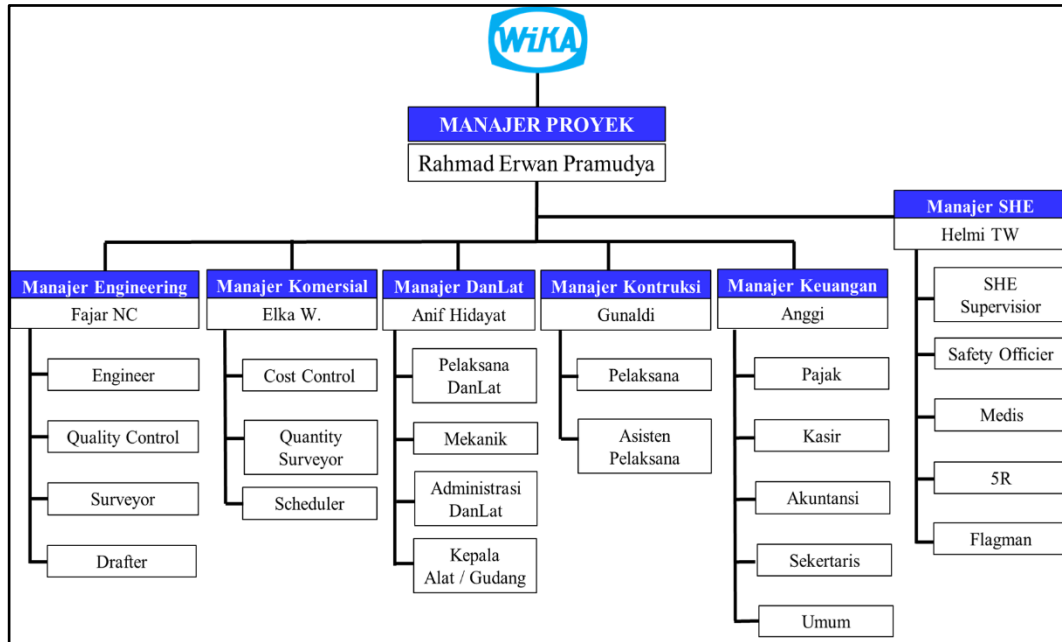 WiKA
MANAJER PROYEK
Rahmad Erwan Pramudya
Manajer SHE
Helmi TW
SHE
Supervisior
Safety Officier
Medis
5R
Flagman
Manajer Engineering
Fajar NC
Engineer
Quality Control
Surveyor
Drafter
Manajer Komersial
Elka W.
Cost Control
Quantity
Surveyor
Scheduler
Manajer DanLat
Anif Hidayat
Pelaksana
DanLat
Mekanik
Administrasi
DanLat
Kepala
Alat / Gudang
Manajer Kontruksi
Gunaldi
Pelaksana
Asisten
Pelaksana
Manajer Keuangan
Anggi
Pajak
Kasir
Akuntansi
Sekertaris
Umum